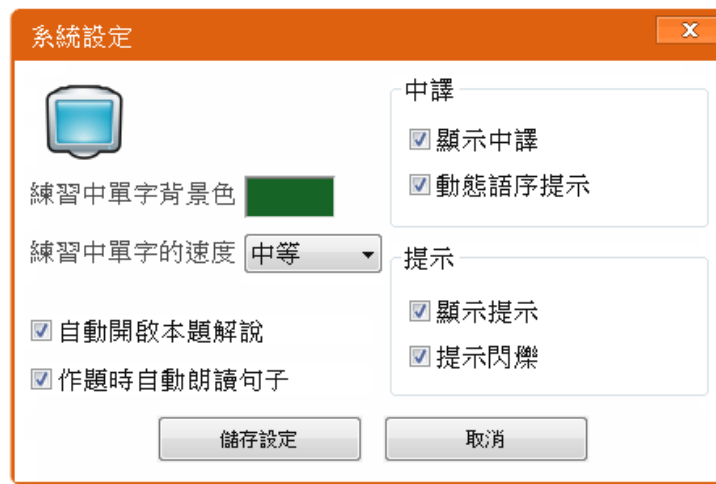 系統設定
x
練習中單字背景色
練習中單字的速度 中等
自動開啟本題解說
作題時自動朗讀句子
中譯
顯示中譯
動態語序提示
提示
顯示提示
提示閃爍
儲存設定
取消